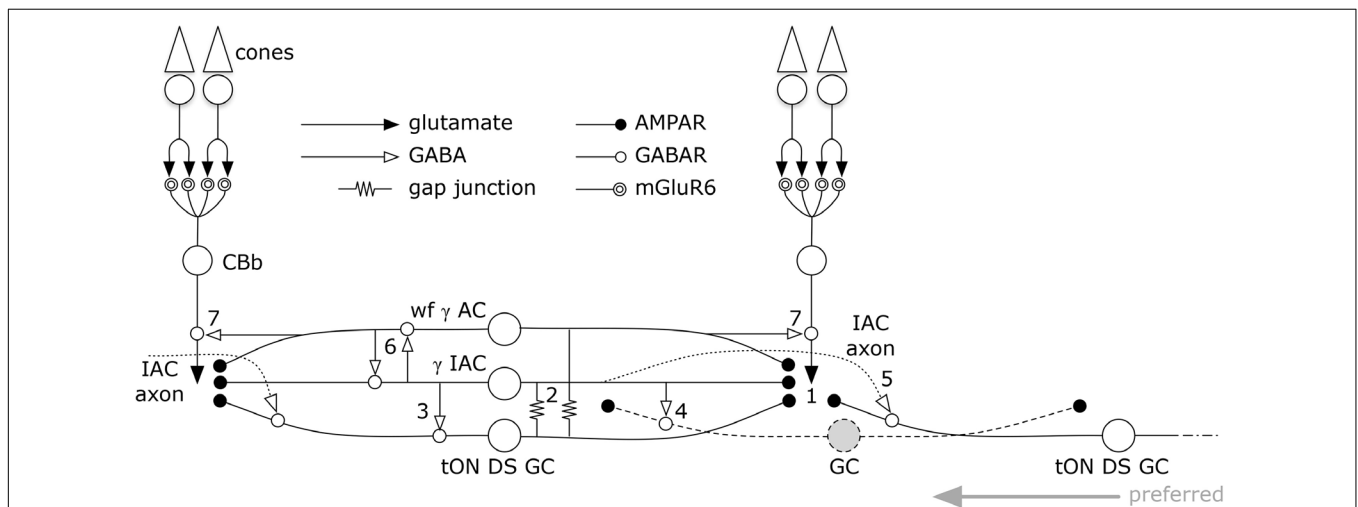 cones
glutamate
AMPAR
GABA
GABAR
gap junction
mGluR6
CBb
7
wf γ AC
7
IAC
axon
6
IAC
axon
γ IAC
5
2
1
3
4
tON DS GC
GC
tON DS GC
preferred